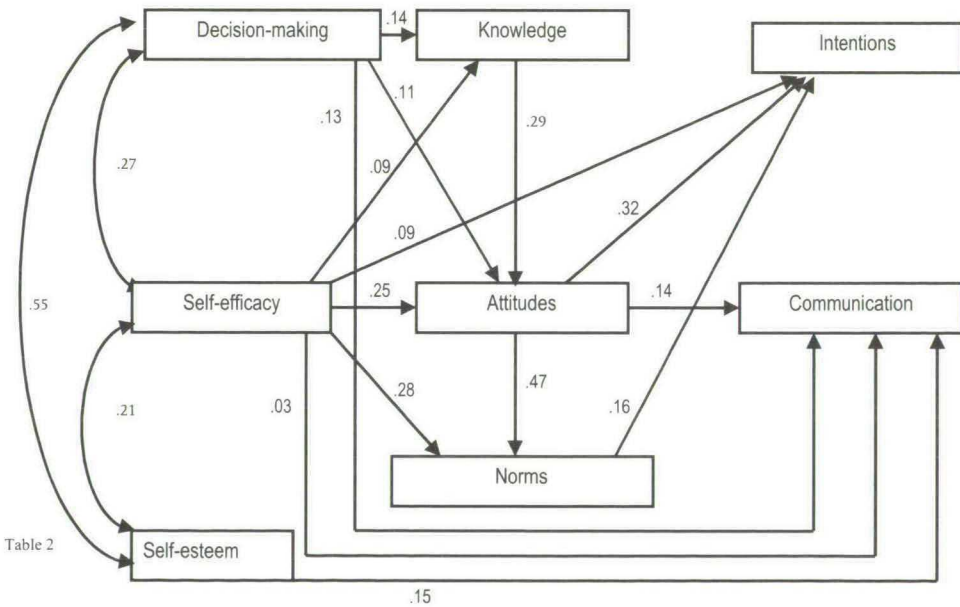 Decision-making
.14
Knowledge
Intentions
.11
.13
.29
.27
.09
.32
.09
.55
Self-efficacy
.25
Attitudes
.14
Communication
.21
.03
.28
.47
.16
Norms
Table 2
Self-esteem
.15